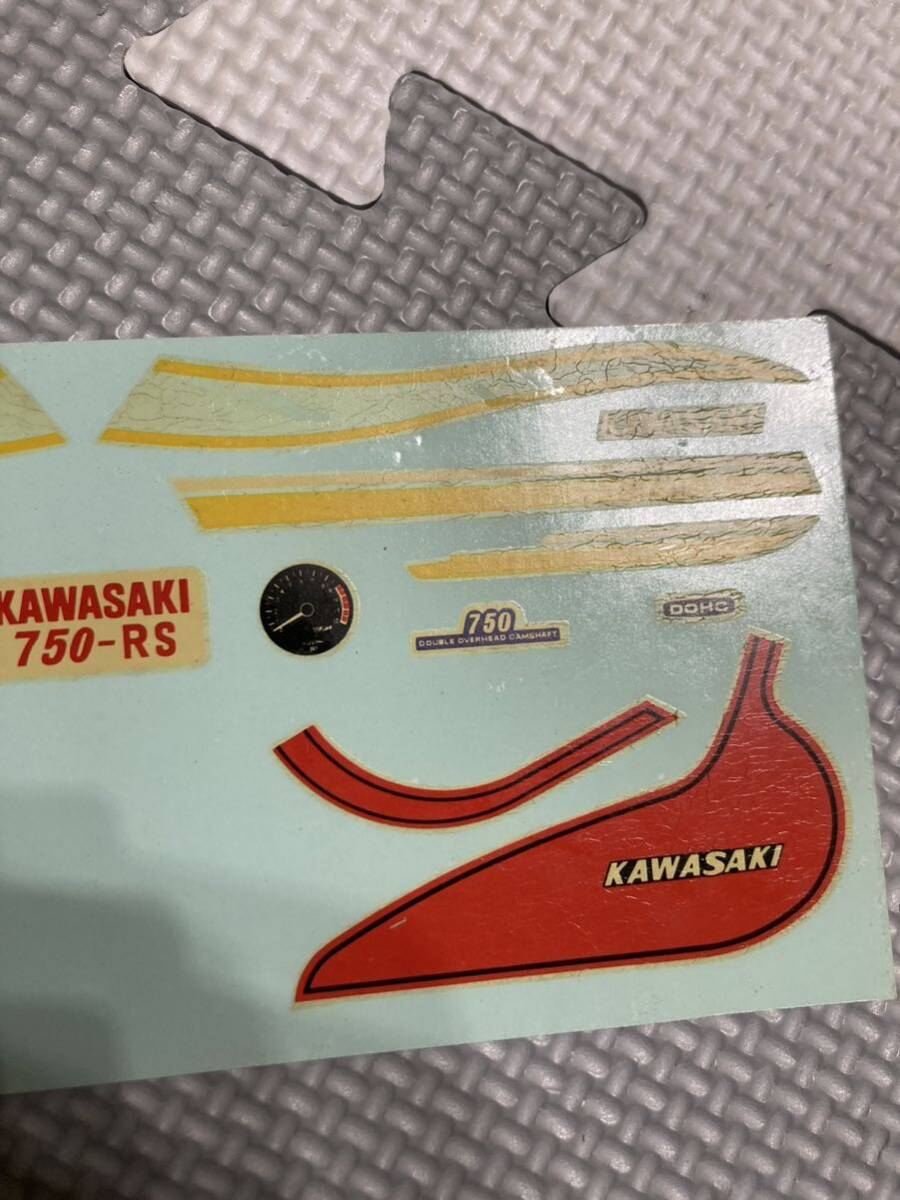 KAWASAKI
750-RS
750
DOUBLE OVERHEAD CAMSHAFT
DOHC
KAWASAKI